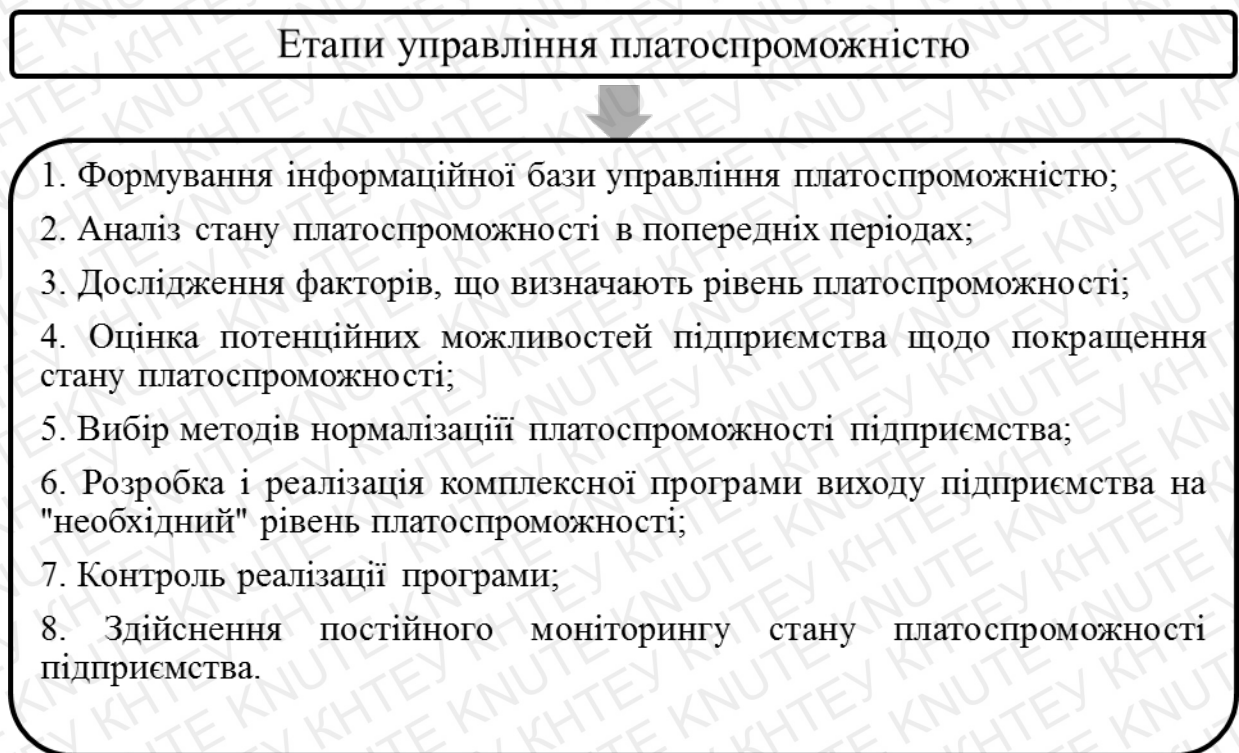 Етапи управління платоспроможністю
1. Формування інформаційної бази управління платоспроможністю;
2. Аналіз стану платоспроможності в попередніх періодах;
3. Дослідження факторів, що визначають рівень платоспроможності;
4. Оцінка потенційних можливостей підприємства щодо покращення
стану платоспроможності;
5. Вибір методів нормалізаціїї платоспроможності підприємства;
6. Розробка і реалізація комплексної програми виходу підприємства на
"необхідний" рівень платоспроможності;
7. Контроль реалізації програми;
8. Здійснення постійного моніторингу стану платоспроможності
підприємства.